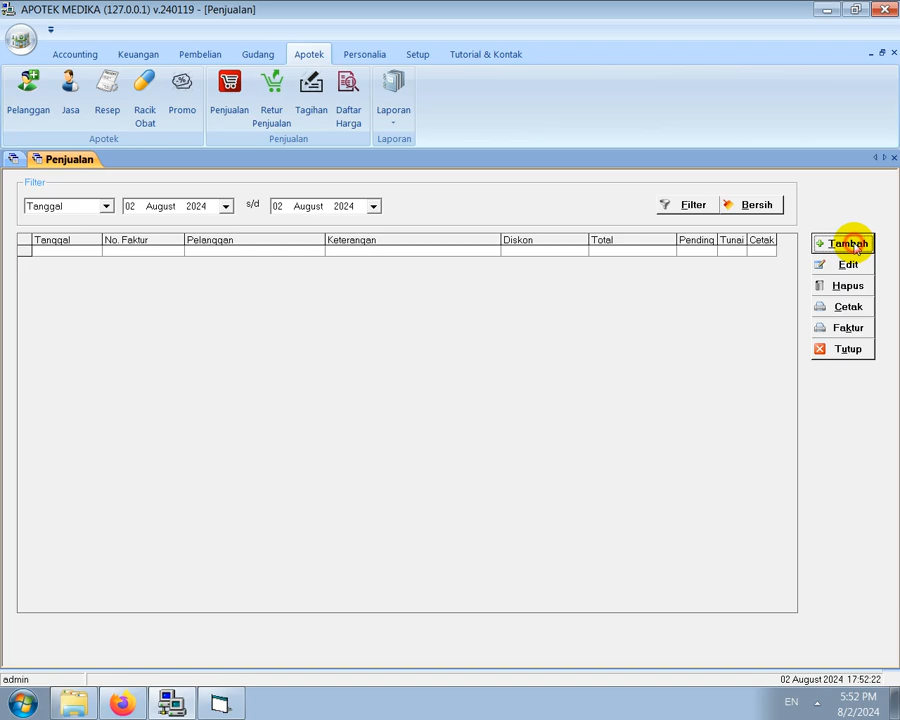 APOTEK MEDIKA (127.0.0.1) v.240119 - [Penjualan]
Accounting Keuangan Pembelian Gudang Apotek Personalia Setup Tutorial & Kontak
Pelanggan Jasa Resep Racik Obat Promo Penjualan Retur Penjualan Tagihan Daftar Harga Laporan
Apotek Penjualan Laporan
Penjualan
Filter
Tanggal 02 August 2024 s/d 02 August 2024 Filter Bersih
Tanggal No. Faktur Pelanggan Keterangan Diskon Total Pending Tunai Cetak
Tambah
Edit
Hapus
Cetak
Faktur
Tutup
admin 02 August 2024 17:52:22
EN 5:52 PM
8/2/2024